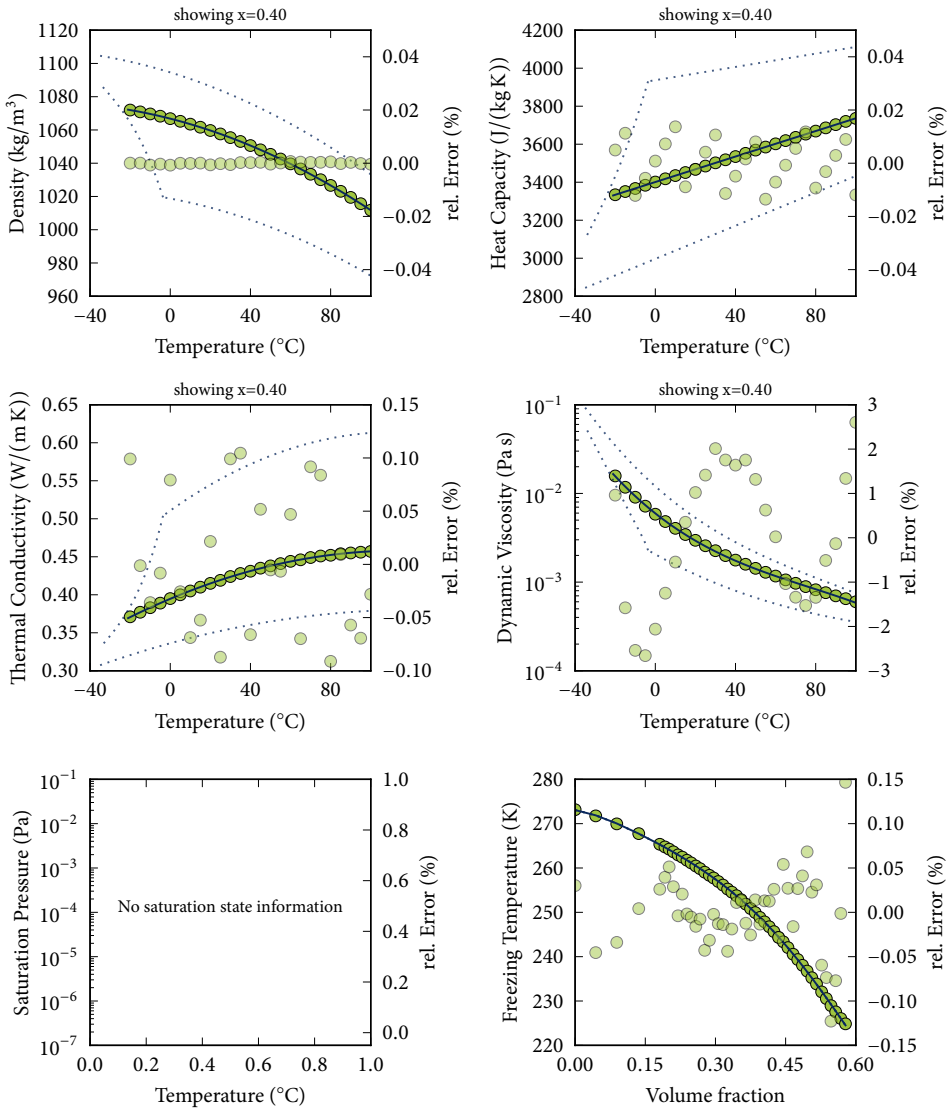 showing x=0.40
1120
1100
1080
1060
1040
1020
1000
980
960
Density (kg/m³)
0.04
0.02
0.00
−0.02
−0.04
rel. Error (%)
−40 0 40 80
Temperature (°C)
showing x=0.40
4200
4000
3800
3600
3400
3200
3000
2800
Heat Capacity (J/(kg K))
0.04
0.02
0.00
−0.02
−0.04
rel. Error (%)
−40 0 40 80
Temperature (°C)
0.65
0.60
0.55
0.50
0.45
0.40
0.35
0.30
Thermal Conductivity (W/(m K))
0.15
0.10
0.05
0.00
−0.05
−0.10
rel. Error (%)
−40 0 40 80
Temperature (°C)
showing x=0.40
showing x=0.40
10⁻¹
10⁻²
10⁻³
10⁻⁴
Dynamic Viscosity (Pa s)
3
2
1
0
−1
−2
−3
rel. Error (%)
−40 0 40 80
Temperature (°C)
10⁻¹
10⁻²
10⁻³
10⁻⁴
10⁻⁵
10⁻⁶
10⁻⁷
Saturation Pressure (Pa)
No saturation state information
1.0
0.8
0.6
0.4
0.2
0.0
rel. Error (%)
0.0 0.2 0.4 0.6 0.8 1.0
Temperature (°C)
280
270
260
250
240
230
220
Freezing Temperature (K)
0.15
0.10
0.05
0.00
−0.05
−0.10
−0.15
rel. Error (%)
0.00 0.15 0.30 0.45 0.60
Volume fraction